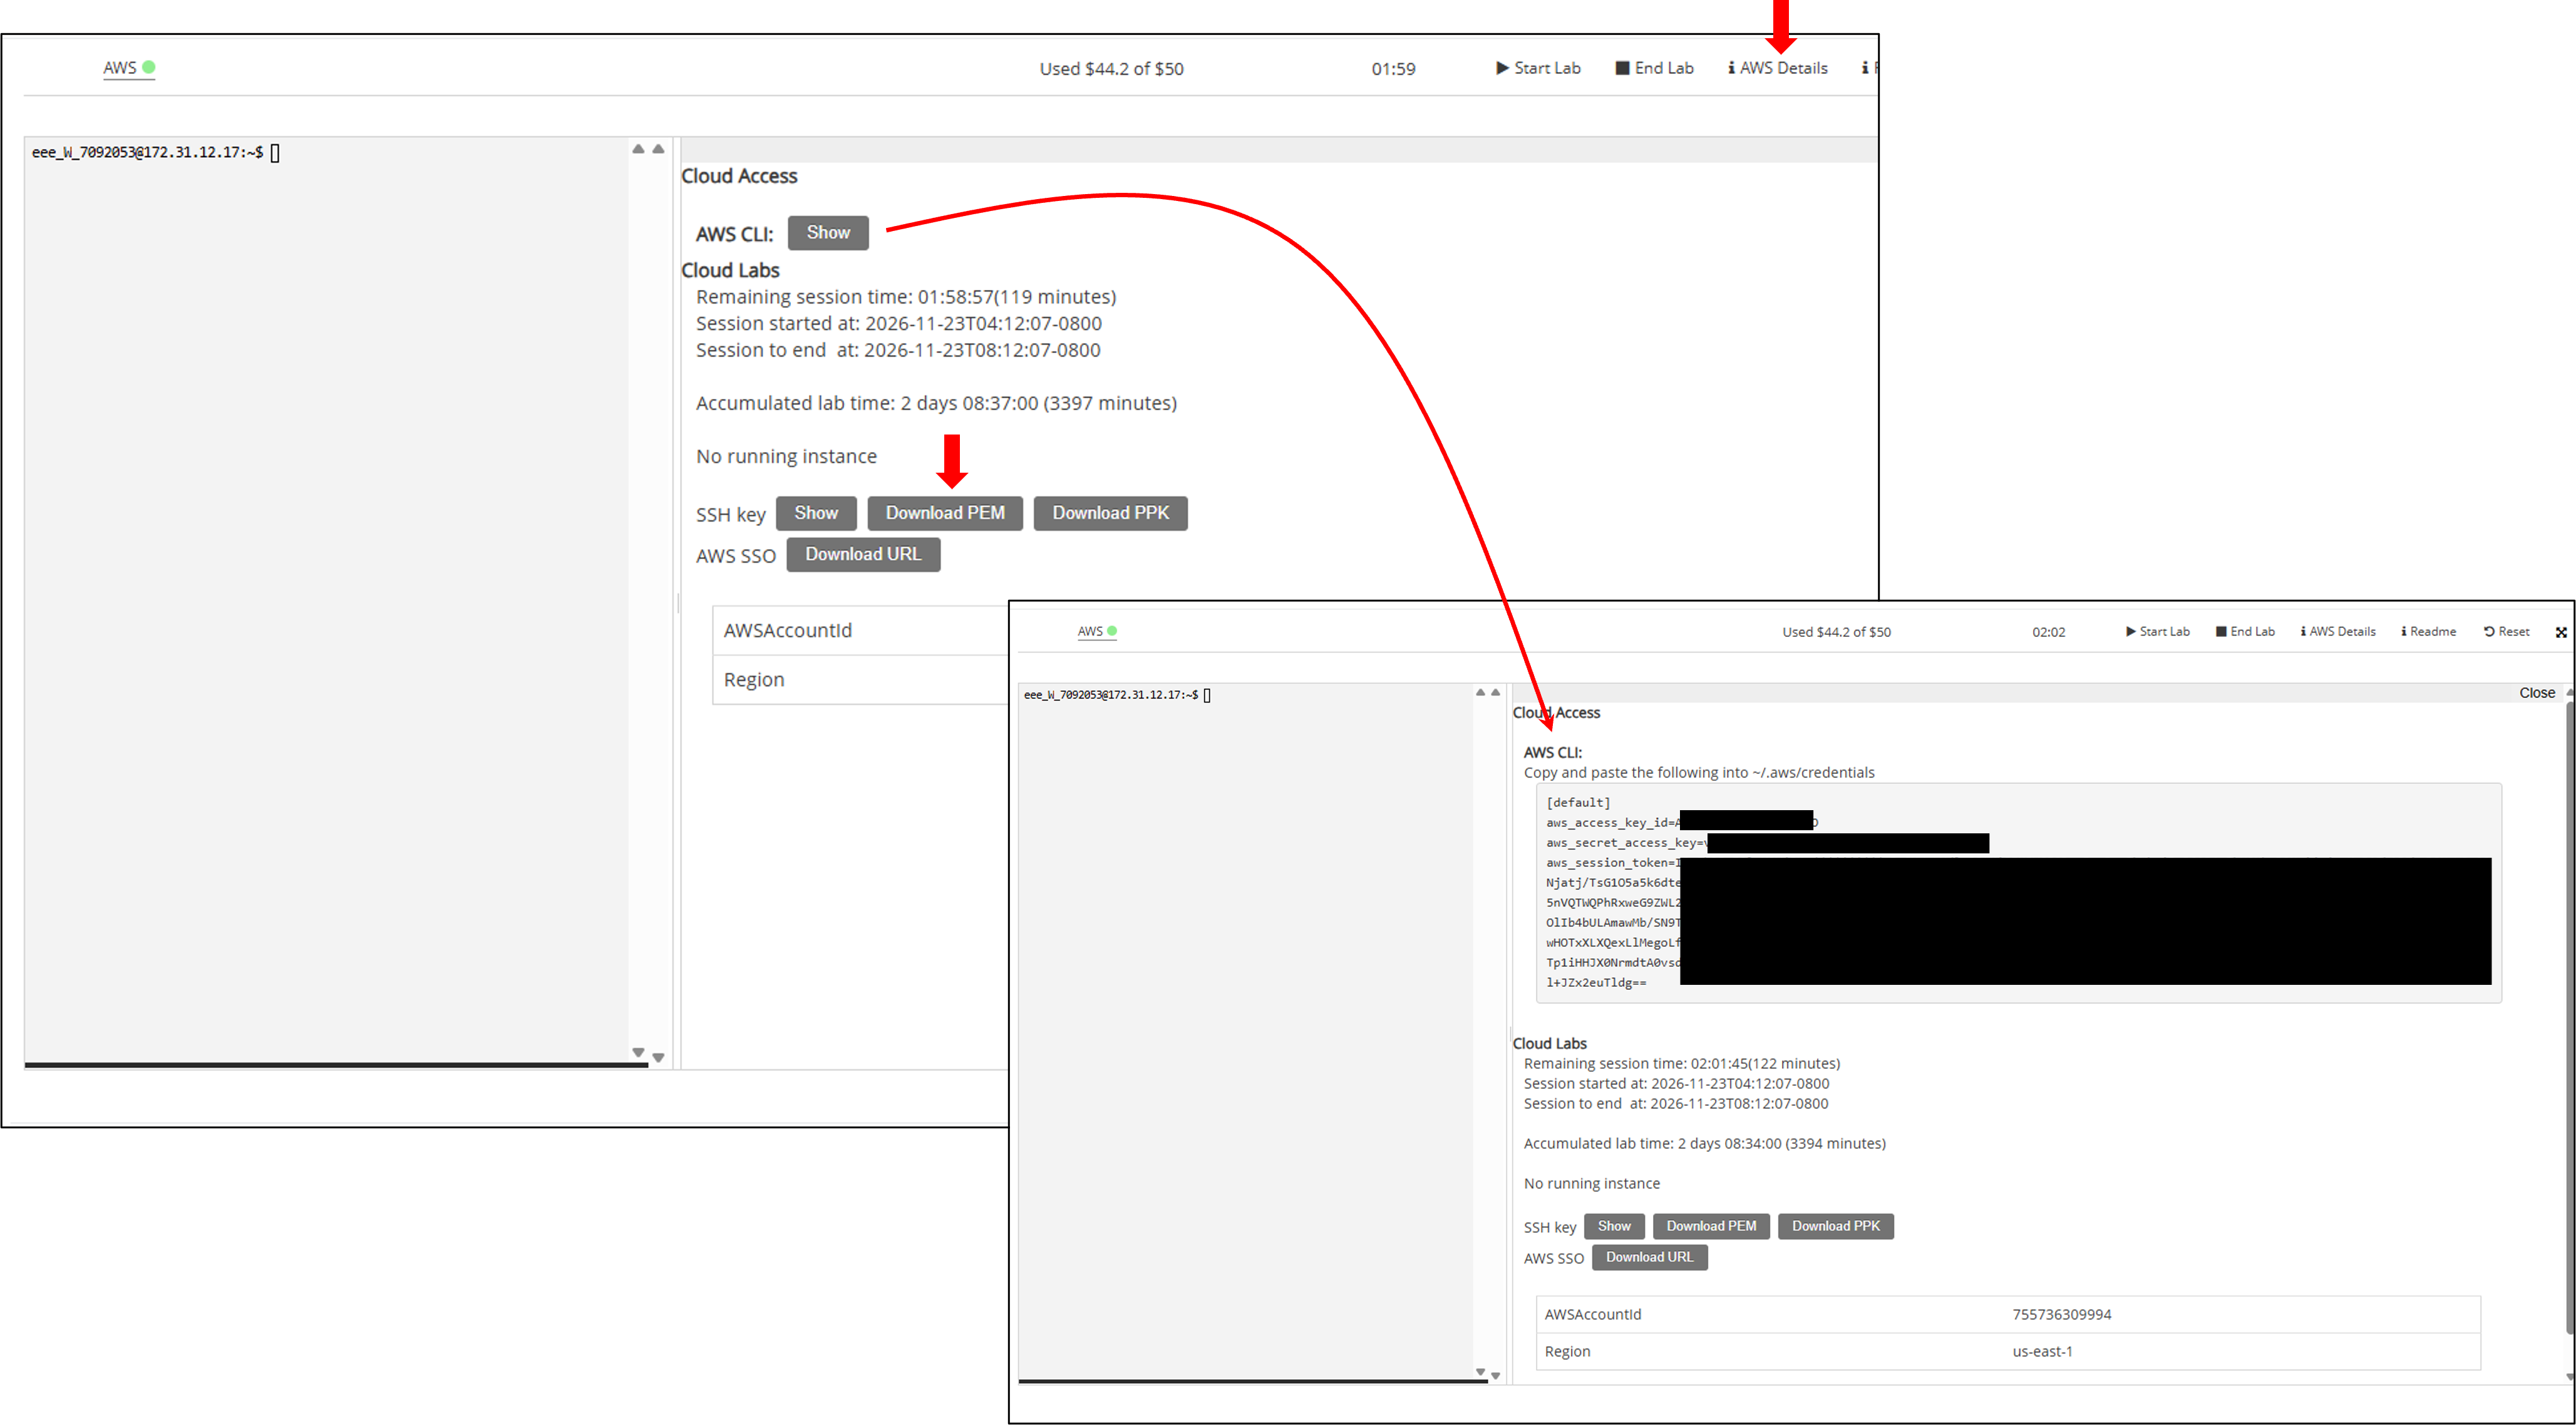 AWS
Used $44.2 of $50
01:59
Start Lab
End Lab
AWS Details
eee_W_7092053@172.31.12.17:~$
Cloud Access
AWS CLI: Show
Cloud Labs
Remaining session time: 01:58:57(119 minutes)
Session started at: 2026-11-23T04:12:07-0800
Session to end at: 2026-11-23T08:12:07-0800
Accumulated lab time: 2 days 08:37:00 (3397 minutes)
No running instance
SSH key Show Download PEM Download PPK
AWS SSO Download URL
AWSAccountId
Region
AWS
Used $44.2 of $50
02:02
Start Lab
End Lab
AWS Details
Readme
Reset
eee_W_7092053@172.31.12.17:~$
Close
Cloud Access
AWS CLI:
Copy and paste the following into ~/.aws/credentials
[default]
aws_access_key_id=
aws_secret_access_key=
aws_session_token=
Njatj/TsG1O5a5k6dte
5nVQTWQPhRxweG9ZWL2
OlIb4bULAmawMb/SN9T
wHOTxXLXQexLlMegoLf
Tp1iHHJX0NrmdtA0vsd
l+JZx2euTldg==
Cloud Labs
Remaining session time: 02:01:45(122 minutes)
Session started at: 2026-11-23T04:12:07-0800
Session to end at: 2026-11-23T08:12:07-0800
Accumulated lab time: 2 days 08:34:00 (3394 minutes)
No running instance
SSH key Show Download PEM Download PPK
AWS SSO Download URL
AWSAccountId 755736309994
Region us-east-1